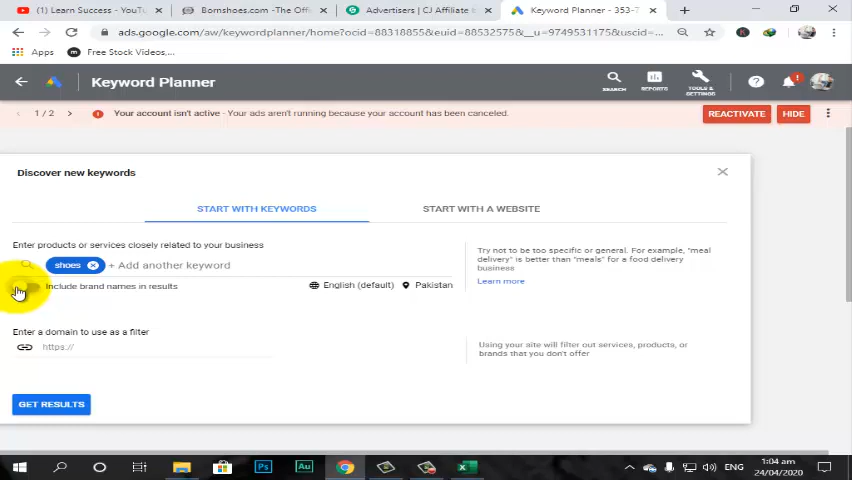 (1) Learn Success - YouTu
Bornshoes.com -The Offi
Advertisers | CJ Affiliate b
Keyword Planner - 353-T
ads.google.com/aw/keywordplanner/home?ocid=88318855&euid=88532575&__u=9749531175&uscid=...
Apps
Free Stock Videos,...
Keyword Planner
SEARCH
REPORTS
TOOLS & SETTINGS
1 / 2
Your account isn't active - Your ads aren't running because your account has been canceled.
REACTIVATE
HIDE
Discover new keywords
START WITH KEYWORDS
START WITH A WEBSITE
Enter products or services closely related to your business
shoes
+ Add another keyword
Include brand names in results
English (default)
Pakistan
Try not to be too specific or general. For example, "meal
delivery" is better than "meals" for a food delivery
business
Learn more
Enter a domain to use as a filter
https://
Using your site will filter out services, products, or
brands that you don't offer
GET RESULTS
Ps
Au
ENG
1:04 am
24/04/2020